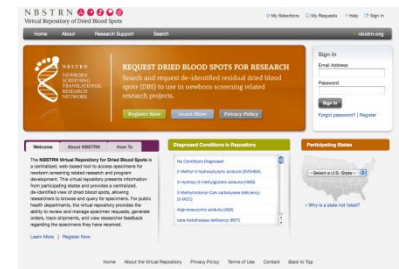 NBSTRN
Virtual Repository of Dried Blood Spots
My Selections
My Requests
? Help
Sign In
Home
About
Research Support
Search
nbstrn.org
NBSTRN
NEWBORN
SCREENING
TRANSLATIONAL
RESEARCH
NETWORK
REQUEST DRIED BLOOD SPOTS FOR RESEARCH
Search and request de-identified residual dried blood
spots (DBS) to use in newborn screening related
research projects.
Register Now
Learn More
Privacy Policy
Sign In
Email Address
Password
Sign In
Forgot password? | Register
Welcome
About NBSTRN
How To
The NBSTRN Virtual Repository for Dried Blood Spots is
a centralized, web-based tool to access specimens for
newborn screening related research and program
development. This virtual repository presents information
from participating states and provides a centralized,
de-identified view of dried blood spots, allowing
researchers to browse and query for specimens. For public
health departments, the virtual repository provides the
ability to review and manage specimen requests, generate
orders, track shipments, and view researcher feedback
regarding the specimens they have received.
Learn More | Register Now
Diagnosed Conditions in Repository
No Conditions Diagnosed
2-Methyl-3-hydroxybutyric aciduria (2M3HBA)
3-Hydroxy-3-methylglutaric aciduria (HMG)
3-Methylcrotonyl-CoA carboxylase deficiency
(3-MCC)
Argininosuccinic aciduria (ASA)
beta-ketothiolase deficiency (BKT)
Participating States
- Select a U.S. State -
Why is a state not listed?
Home
About the Virtual Repository
Privacy Policy
Terms of Use
Contact
Back to Top